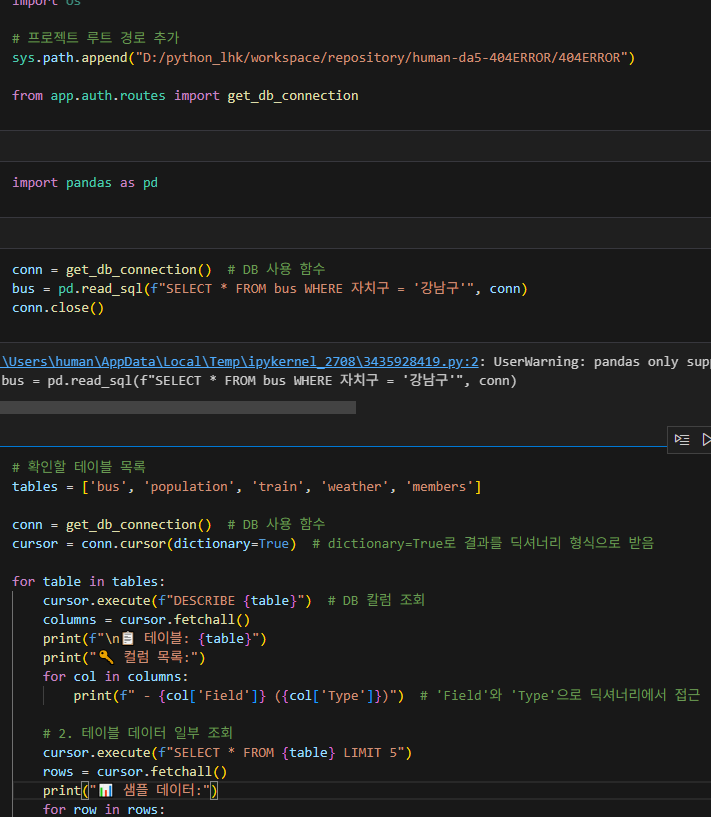 import os
# 프로젝트 루트 경로 추가
sys.path.append("D:/python_lhk/workspace/repository/human-da5-404ERROR/404ERROR")
from app.auth.routes import get_db_connection
import pandas as pd
conn = get_db_connection()  # DB 사용 함수
bus = pd.read_sql(f"SELECT * FROM bus WHERE 자치구 = '강남구'", conn)
conn.close()
\Users\human\AppData\Local\Temp\ipykernel_2708\3435928419.py:2: UserWarning: pandas only sup
bus = pd.read_sql(f"SELECT * FROM bus WHERE 자치구 = '강남구'", conn)
# 확인할 테이블 목록
tables = ['bus', 'population', 'train', 'weather', 'members']
conn = get_db_connection()  # DB 사용 함수
cursor = conn.cursor(dictionary=True)  # dictionary=True로 결과를 딕셔너리 형식으로 받음
for table in tables:
    cursor.execute(f"DESCRIBE {table}")  # DB 칼럼 조회
    columns = cursor.fetchall()
    print(f"\n📋 테이블: {table}")
    print("🔑 컬럼 목록:")
    for col in columns:
        print(f" - {col['Field']} ({col['Type']})")  # 'Field'와 'Type'으로 딕셔너리에서 접근
    # 2. 테이블 데이터 일부 조회
    cursor.execute(f"SELECT * FROM {table} LIMIT 5")
    rows = cursor.fetchall()
    print("📊 샘플 데이터:")
    for row in rows: